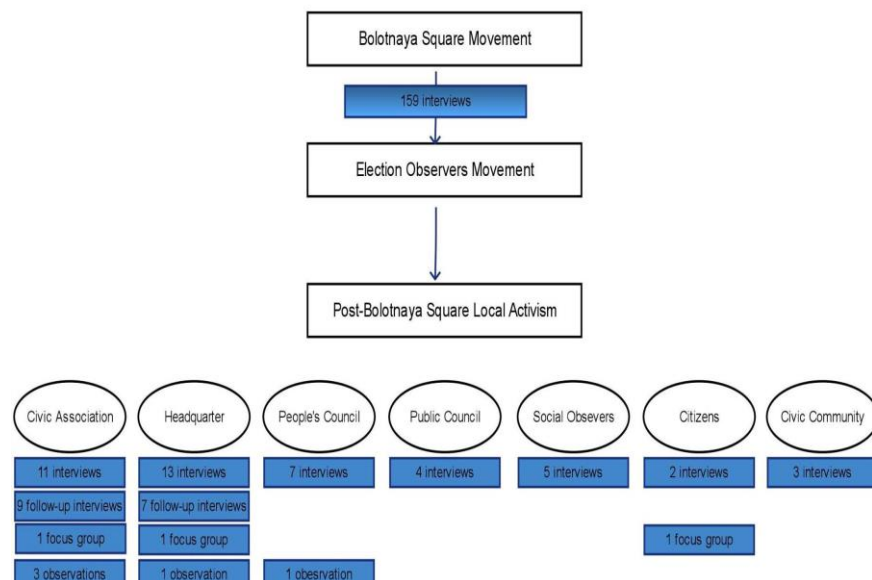 Bolotnaya Square Movement
159 interviews
Election Observers Movement
Post-Bolotnaya Square Local Activism
Civic Association
Headquarter
People's Council
Public Council
Social Obsevers
Citizens
Civic Community
11 interviews
13 interviews
7 interviews
4 interviews
5 interviews
2 interviews
3 interviews
9 follow-up interviews
7 follow-up interviews
1 focus group
1 focus group
1 focus group
3 observations
1 observation
1 obesrvation